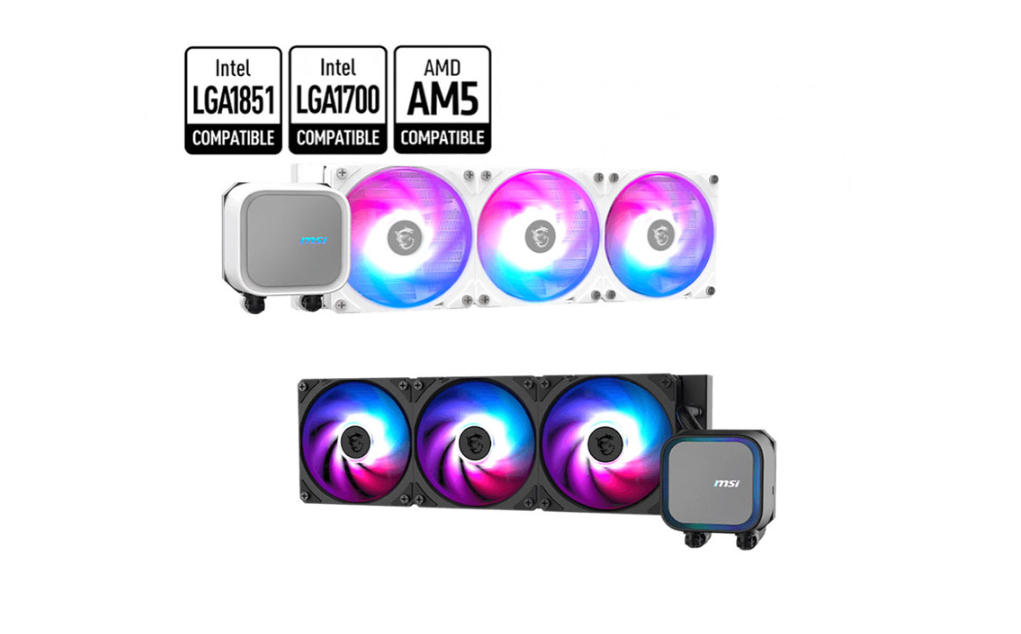 Intel
LGA1851
COMPATIBLE
Intel
LGA1700
COMPATIBLE
AMD
AM5
COMPATIBLE
msi
msi